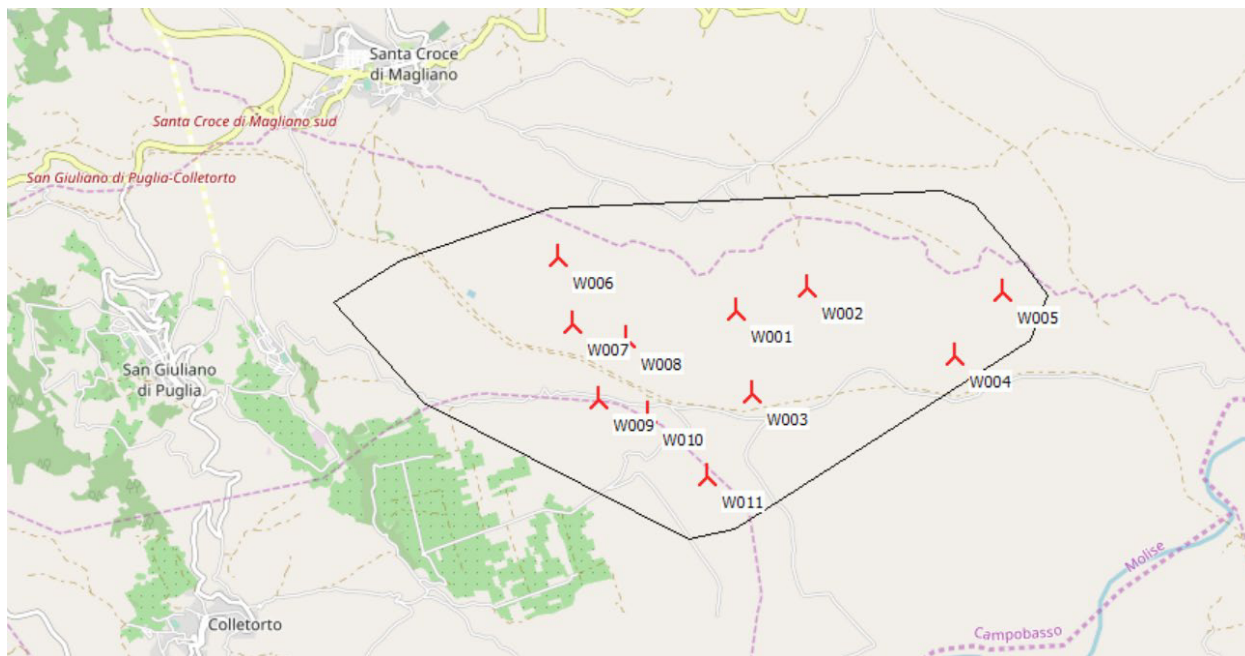 Santa Croce
di Magliano
Santa Croce di Magliano sud
San Giuliano di Puglia-Colletorto
W006
W002
W005
W001
W007
W008
W004
San Giuliano
di Puglia
W003
W009
W010
W011
Molise
Colletorto
Campobasso